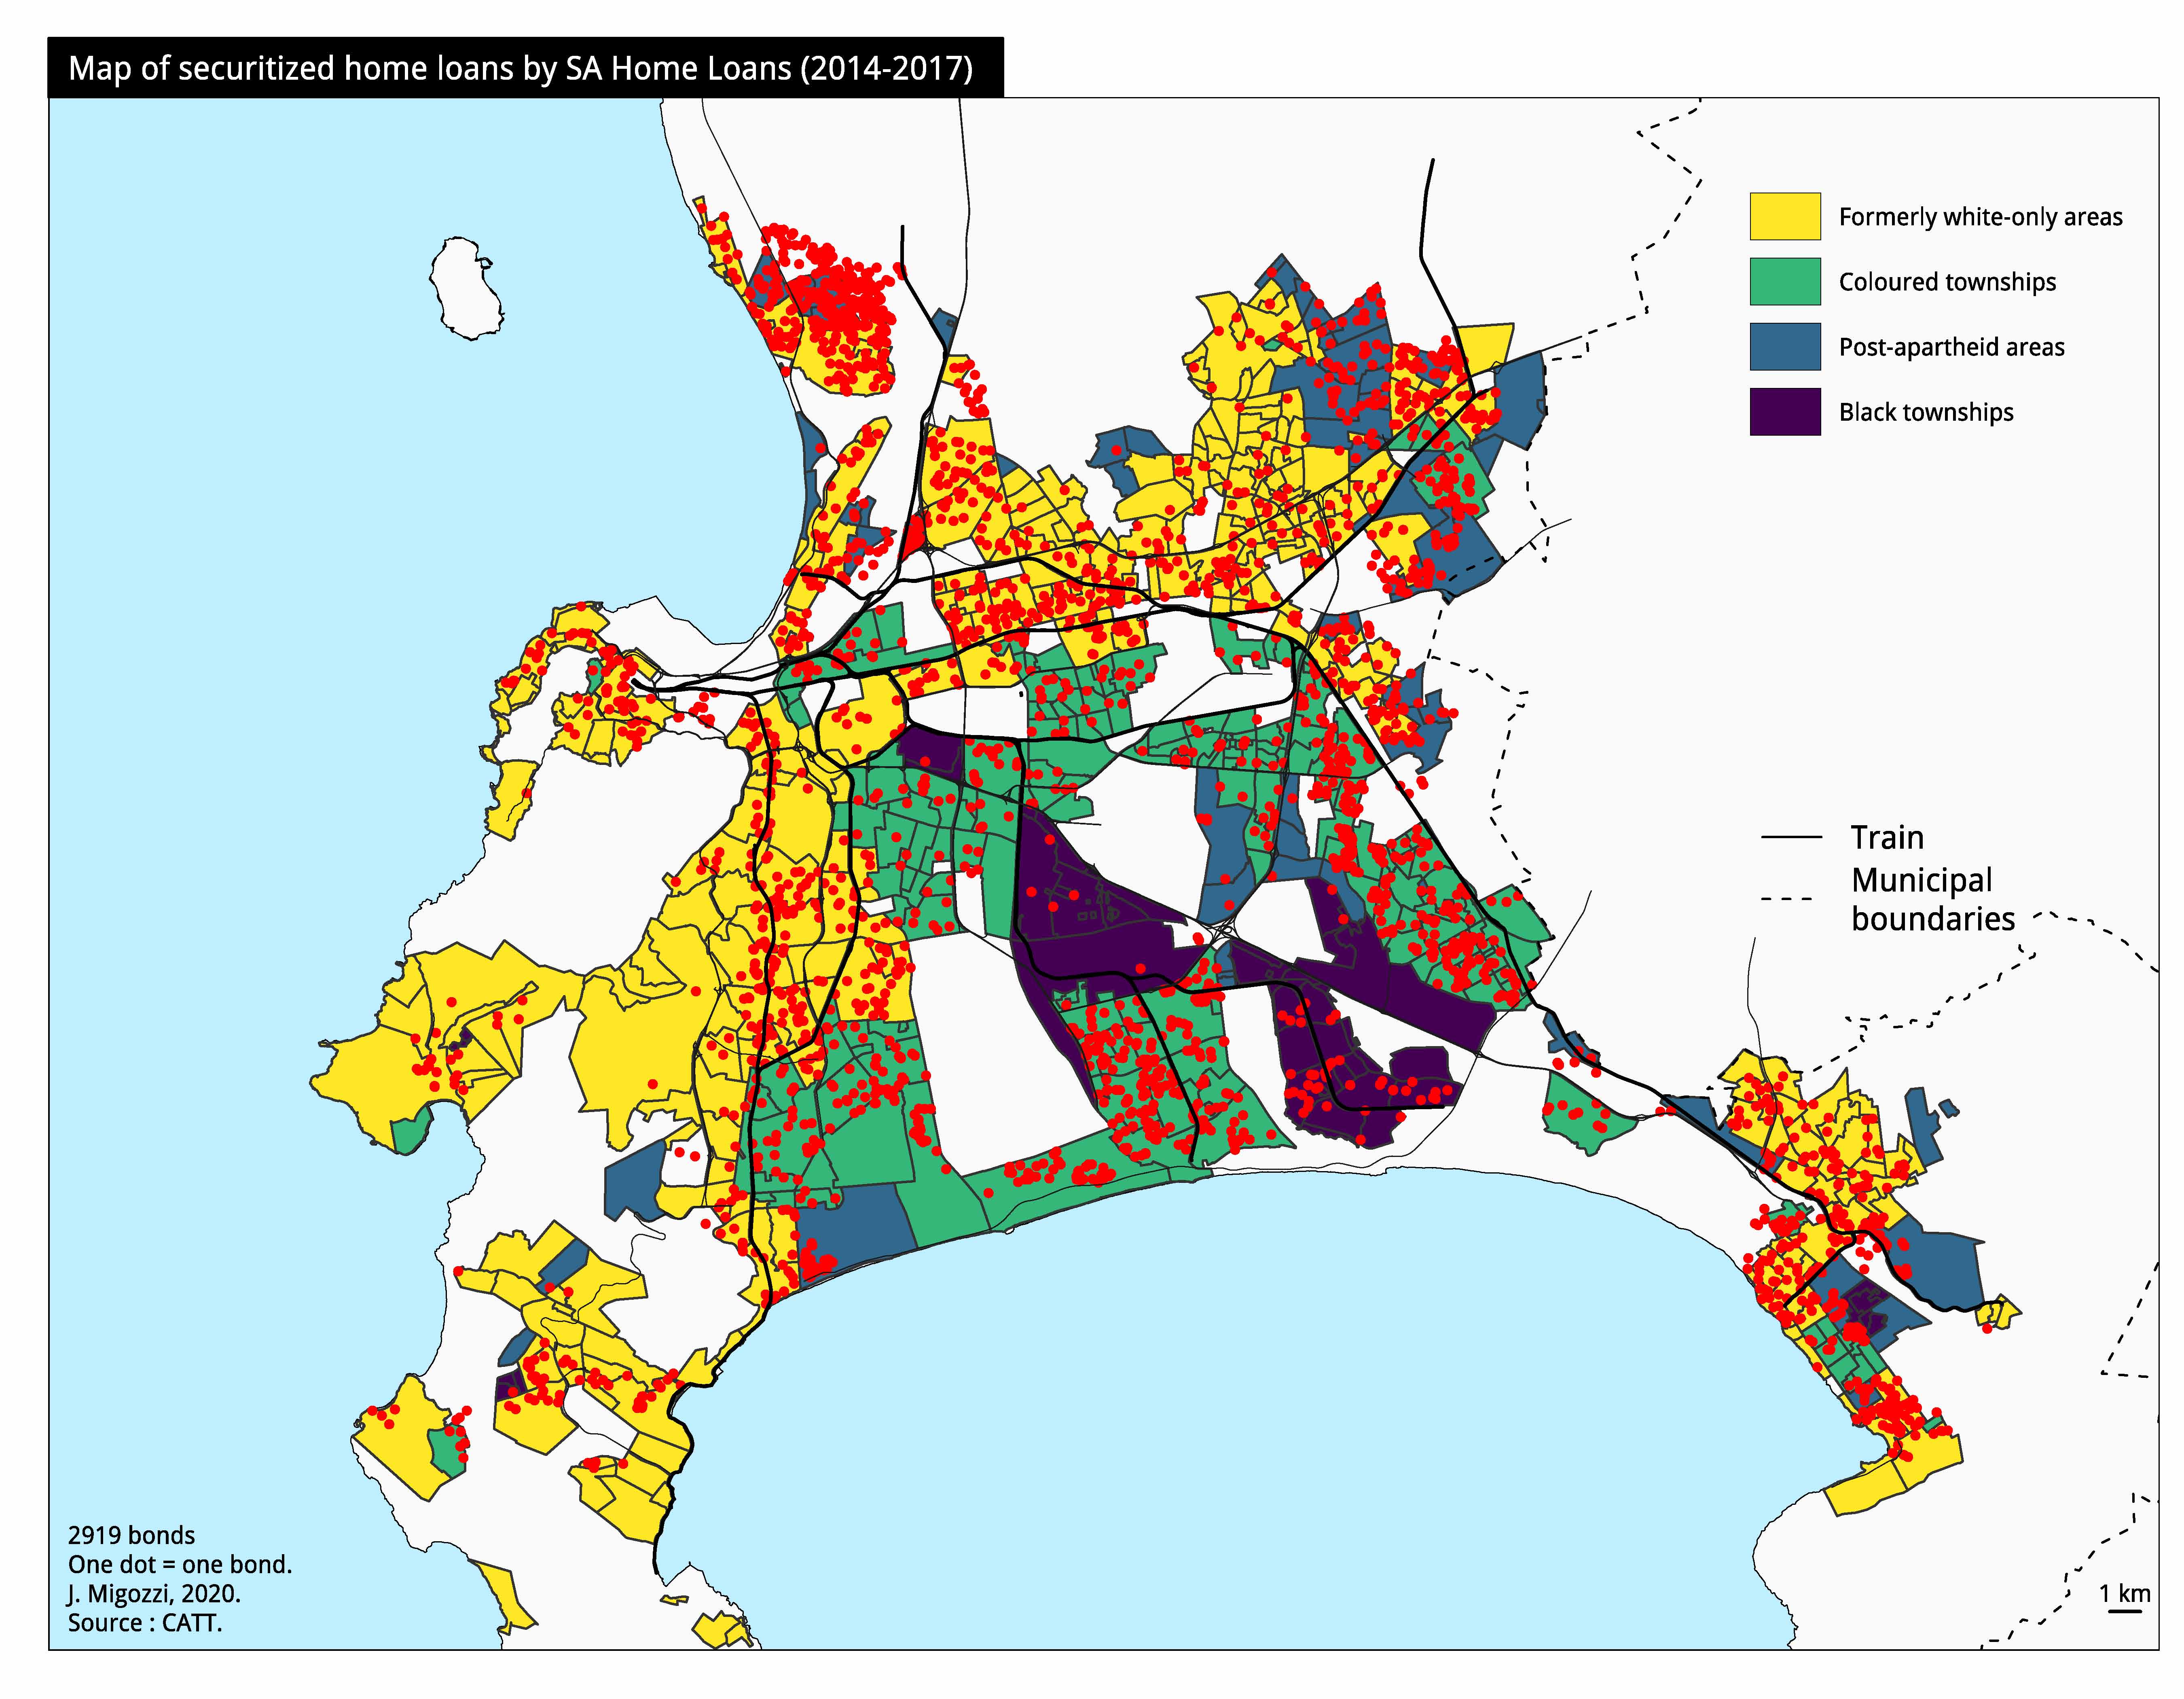 Map of securitized home loans by SA Home Loans (2014-2017)
Formerly white-only areas
Coloured townships
Post-apartheid areas
Black townships
Train
Municipal
boundaries
2919 bonds
One dot = one bond.
J. Migozzi, 2020.
Source : CATT.
1 km